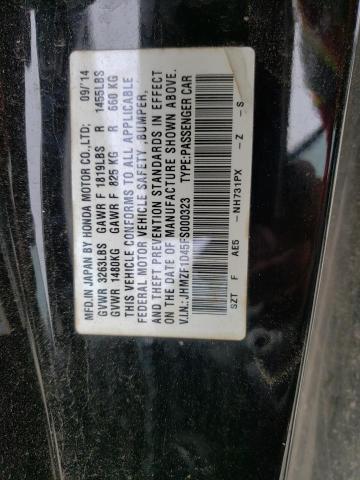 MFD.IN JAPAN BY HONDA MOTOR CO.,LTD. 09/14
GVWR 3263LBS GAWR F 1819LBS R 1455LBS
GVWR 1480KG GAWR F 825 KG R 660 KG
THIS VEHICLE CONFORMS TO ALL APPLICABLE
FEDERAL MOTOR VEHICLE SAFETY, BUMPER,
AND THEFT PREVENTION STANDARDS IN EFFECT
ON THE DATE OF MANUFACTURE SHOWN ABOVE.
V.I.N.:JHMZF1D45FS000323 TYPE:PASSENGER CAR
SZT F AE5 -NH731PX -Z -S